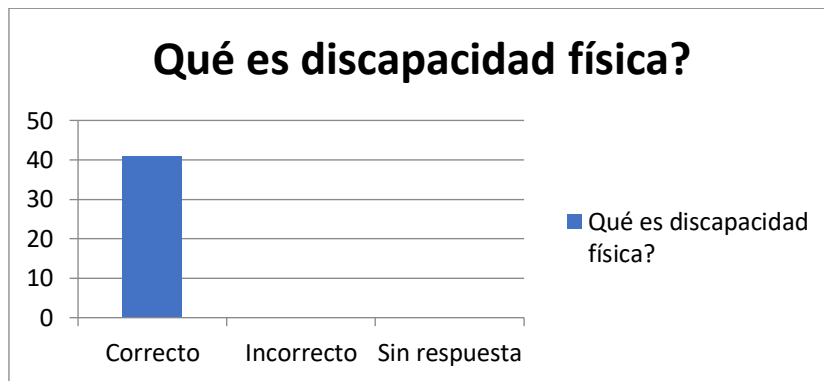 Qué es discapacidad física?
50
40
30
20
10
0
Correcto Incorrecto Sin respuesta
Qué es discapacidad
física?